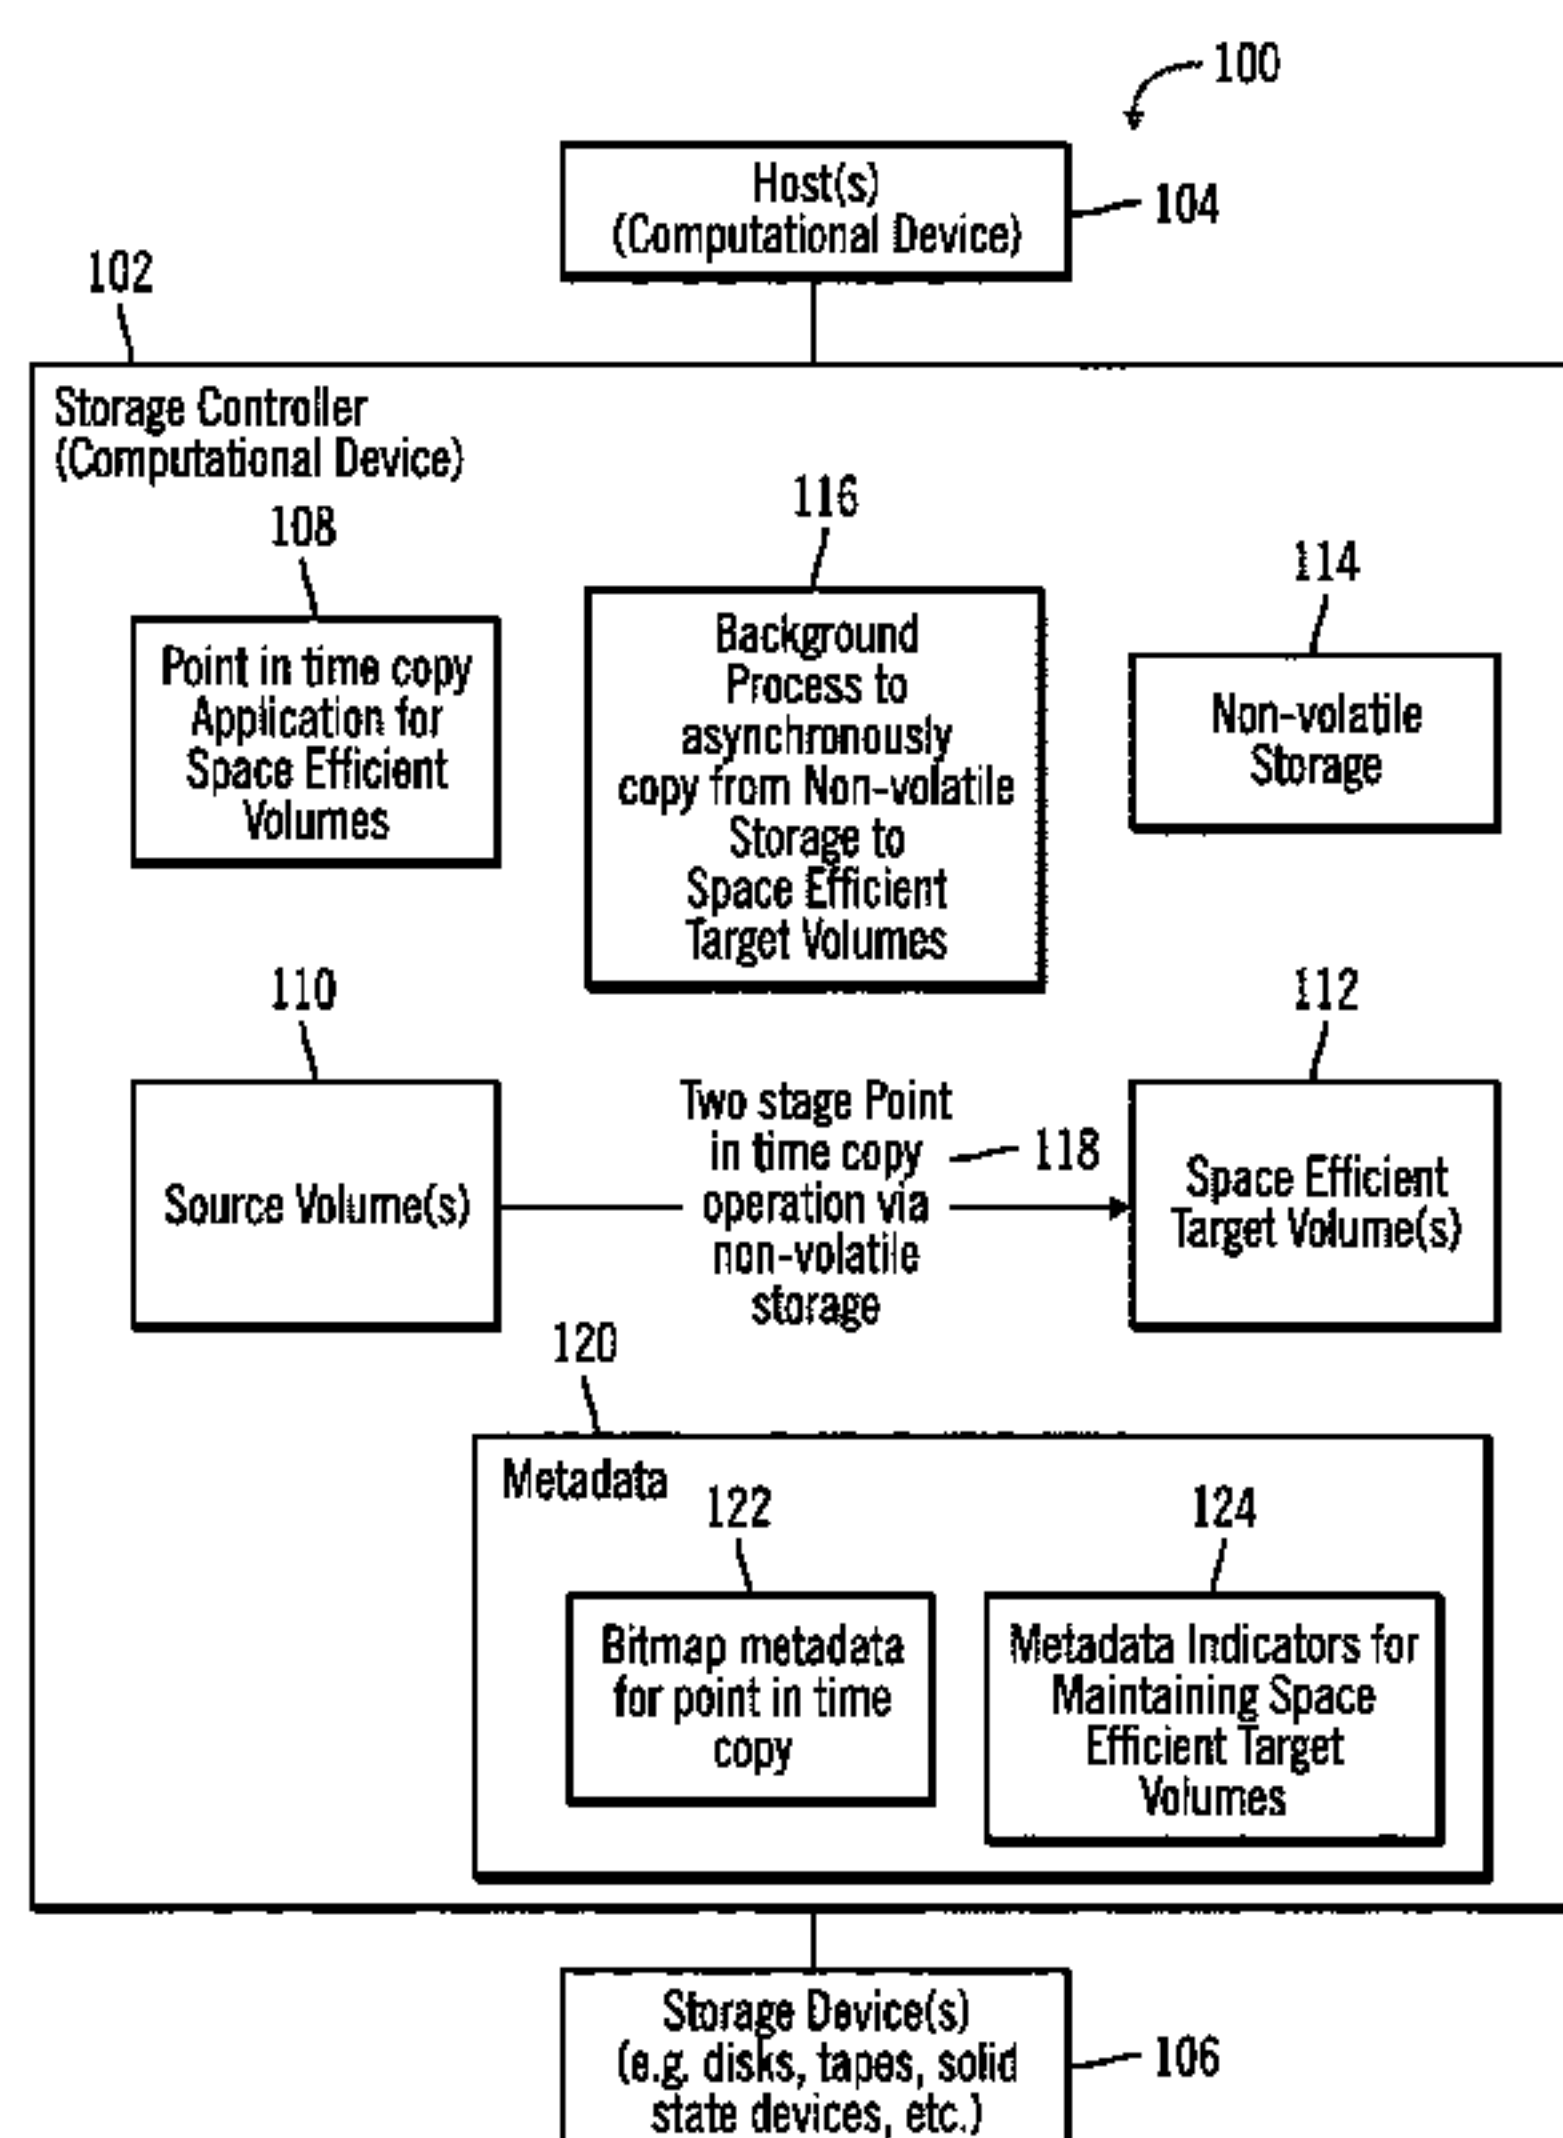 100
Host(s)
(Computational Device)
104
102
Storage Controller
(Computational Device)
108
Point in time copy
Application for
Space Efficient
Volumes
116
Background
Process to
asynchronously
copy from Non-volatile
Storage to
Space Efficient
Target Volumes
114
Non-volatile
Storage
110
Source Volume(s)
Two stage Point
in time copy
operation via
non-volatile
storage
118
112
Space Efficient
Target Volume(s)
120
Metadata
122
Bitmap metadata
for point in time
copy
124
Metadata Indicators for
Maintaining Space
Efficient Target
Volumes
Storage Device(s)
(e.g. disks, tapes, solid
state devices, etc.)
106